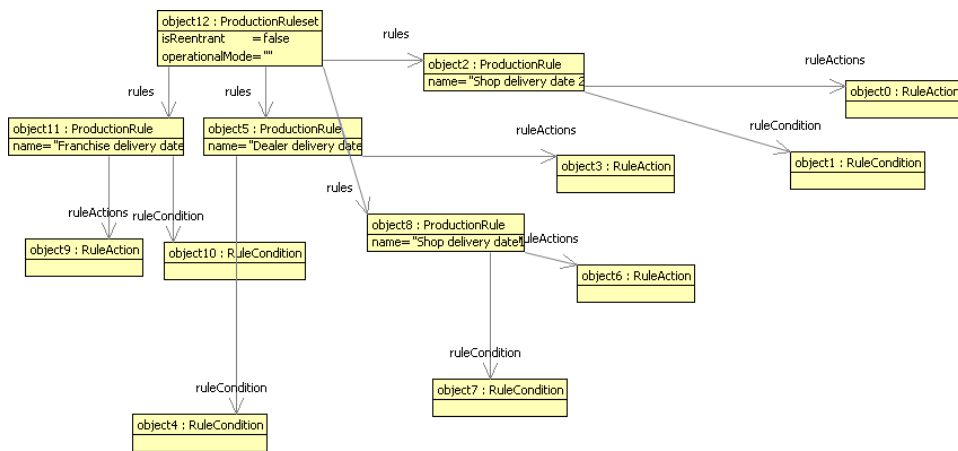 object12 : ProductionRuleset
isReentrant =false
operationalMode=""
rules
object2 : ProductionRule
name="Shop delivery date 2
ruleActions
object0 : RuleAction
rules
rules
object11 : ProductionRule
name="Franchise delivery date
object5 : ProductionRule
name="Dealer delivery date
ruleCondition
object1 : RuleCondition
ruleActions
object3 : RuleAction
rules
ruleActions
ruleCondition
object8 : ProductionRule
name="Shop delivery date1
ruleActions
object9 : RuleAction
object10 : RuleCondition
object6 : RuleAction
ruleCondition
object7 : RuleCondition
ruleCondition
object4 : RuleCondition